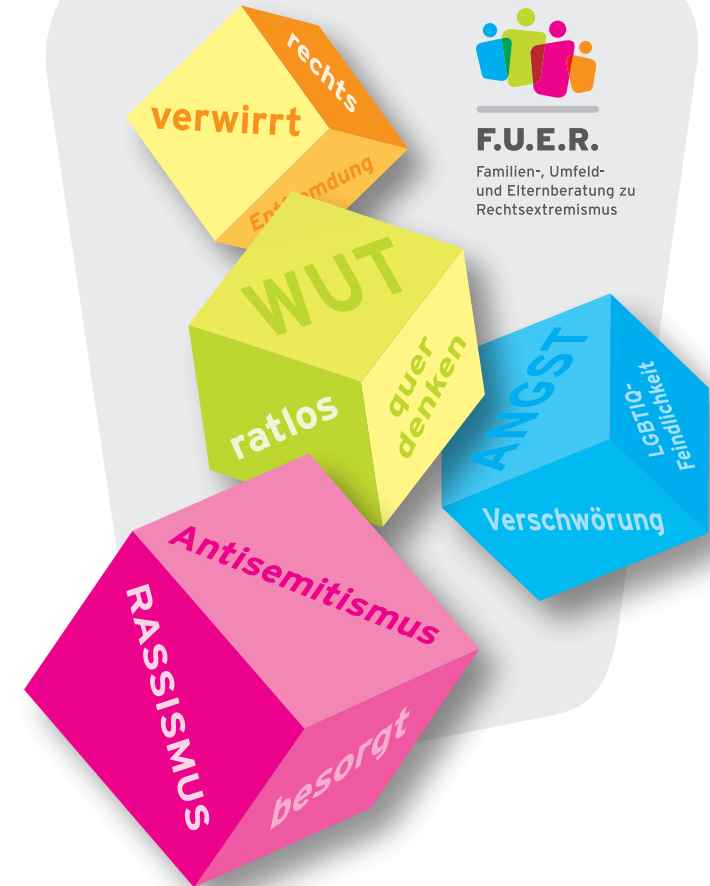 rechts
verwirrt
F.U.E.R.
Familien-, Umfeld-
und Elternberatung zu
Rechtsextremismus
WUT
quer
denken
ratlos
ANGST
LGBTIQ-
Feindlichkeit
Verschwörung
Antisemitismus
RASSISMUS
besorgt